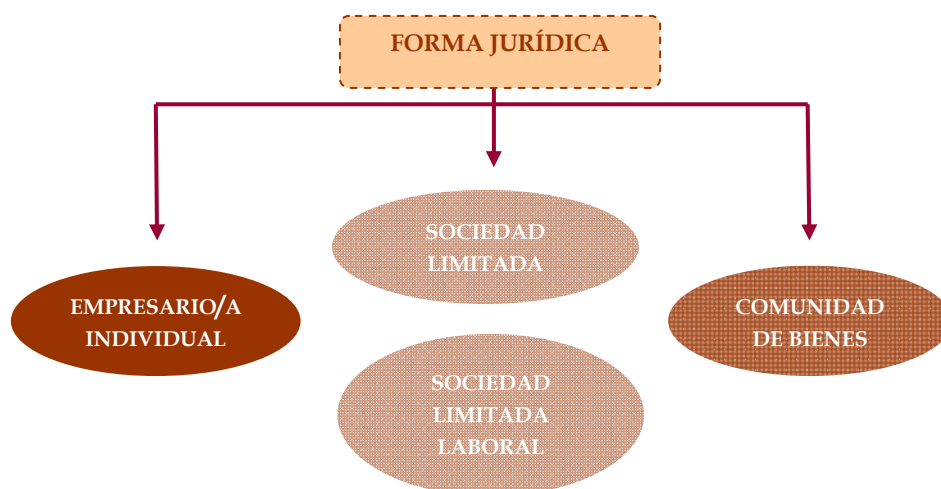 FORMA JURÍDICA
SOCIEDAD
LIMITADA
EMPRESARIO/A
INDIVIDUAL
COMUNIDAD
DE BIENES
SOCIEDAD
LIMITADA
LABORAL